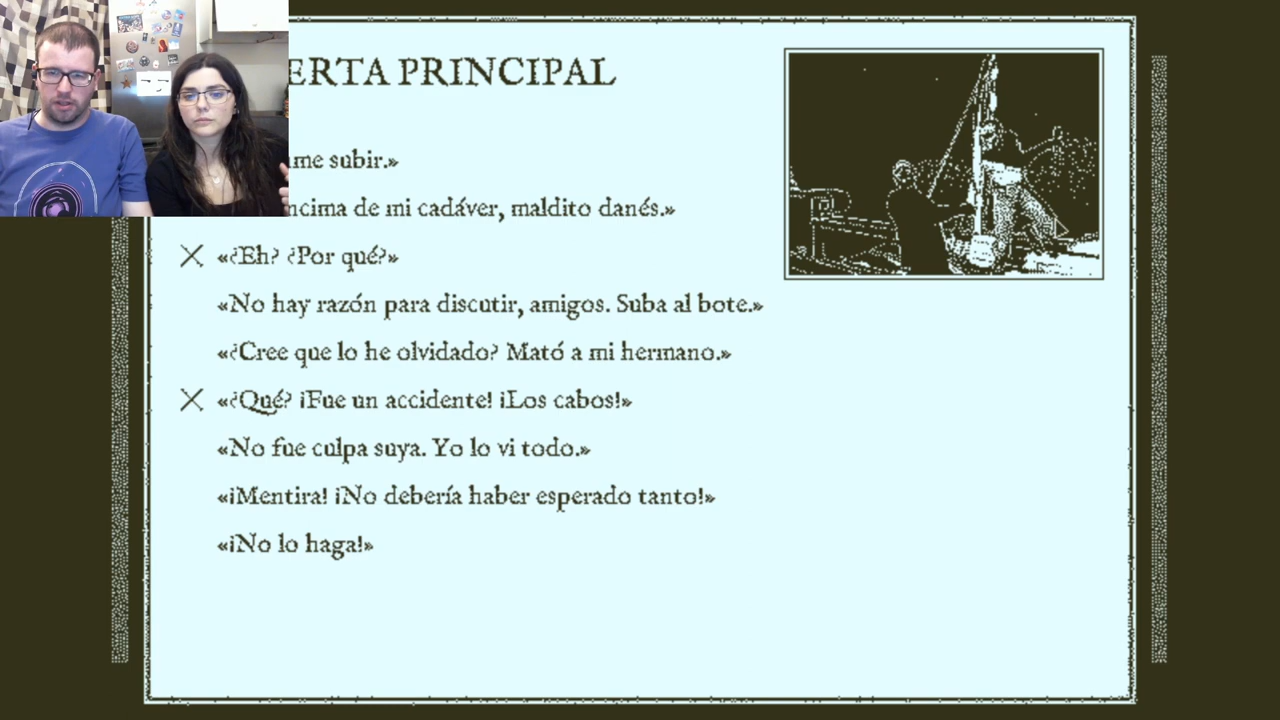 ERTA PRINCIPAL
me subir.»
ncima de mi cadáver, maldito danés.»
«¿Eh? ¿Por qué?»
«No hay razón para discutir, amigos. Suba al bote.»
«¿Cree que lo he olvidado? Mató a mi hermano.»
«¿Qué? ¡Fue un accidente! ¡Los cabos!»
«No fue culpa suya. Yo lo vi todo.»
«¡Mentira! ¡No debería haber esperado tanto!»
«¡No lo haga!»